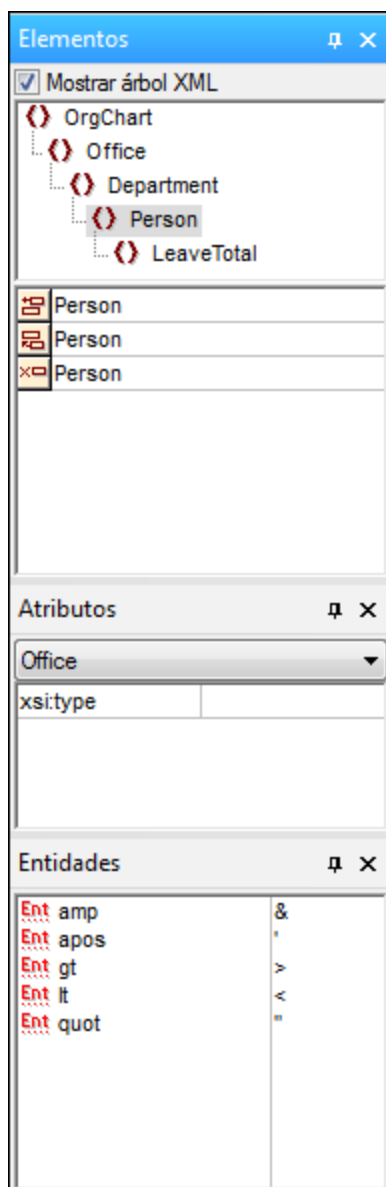 Elementos
Mostrar árbol XML
OrgChart
Office
Department
Person
LeaveTotal
Person
Person
Person
Atributos
Office
xsi:type
Entidades
Ent amp &
Ent apos '
Ent gt >
Ent lt <
Ent quot "